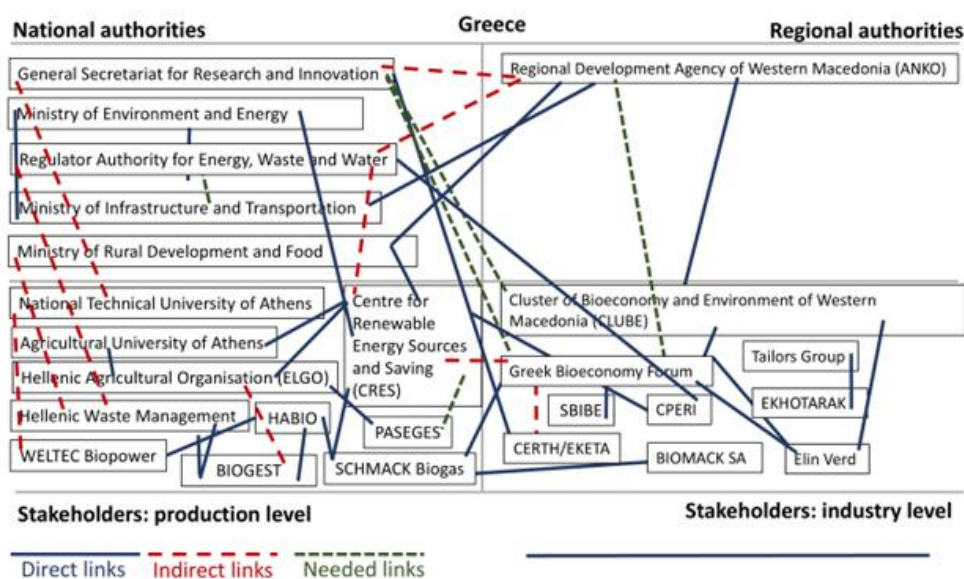 Greece
National authorities
Regional authorities
General Secretariat for Research and Innovation
Regional Development Agency of Western Macedonia (ANKO)
Ministry of Environment and Energy
Regulator Authority for Energy, Waste and Water
Ministry of Infrastructure and Transportation
Ministry of Rural Development and Food
National Technical University of Athens
Agricultural University of Athens
Hellenic Agricultural Organisation (ELGO)
Hellenic Waste Management
HABIO
WELTEC Biopower
BIOGEST
Centre for
Renewable
Energy Sources
and Saving
(CRES)
PASEGES'
SCHMACK Biogas
Cluster of Bioeconomy and Environment of Western
Macedonia (CLUBE)
Greek Bioeconomy Forum
Tailors Group
SBIBE
CPERI
EKHOTARAK
CERTH/EKETA
BIOMACK SA
Elin Verd
Stakeholders: production level
Stakeholders: industry level
Direct links
Indirect links
Needed links